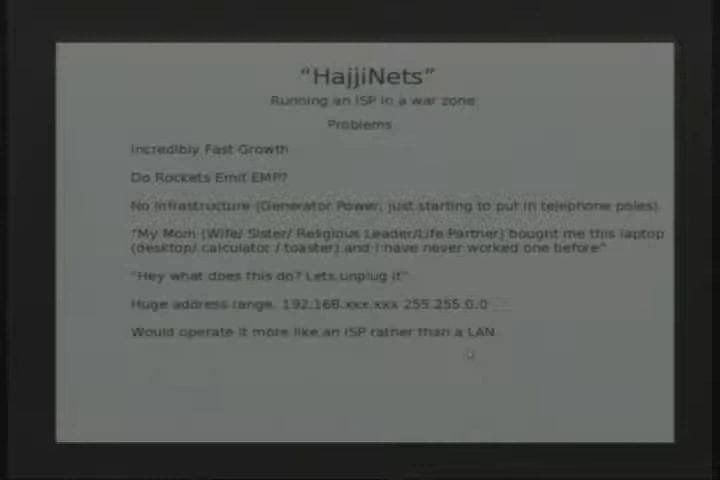 “HajjiNets”
Running an ISP in a war zone
Problems
Incredibly Fast Growth
Do Rockets Emit EMP?
No Infrastructure (Generator Power, just starting to put in telephone poles)
“My Mom (Wife/ Sister/ Religious Leader/Life Partner) bought me this laptop
(desktop/ calculator / toaster) and I have never worked one before”
“Hey what does this do? Lets unplug it”
Huge address range. 192.168.xxx.xxx 255.255.0.0
Would operate it more like an ISP rather than a LAN